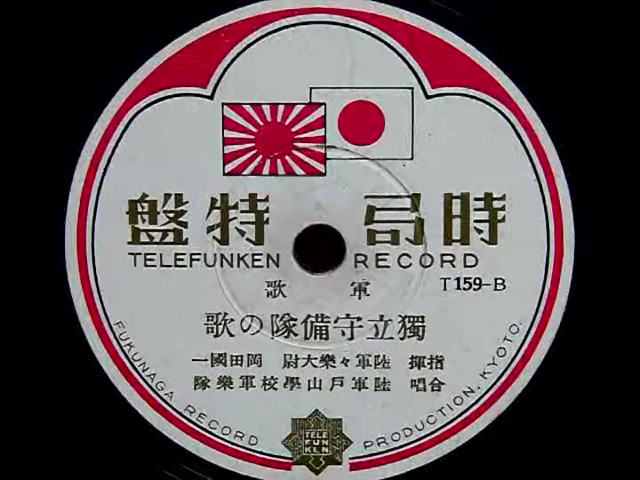 時局 特盤
TELEFUNKEN RECORD
軍歌
T159-B
獨立守備隊の歌
指揮 陸軍々樂大尉 岡田國一
合唱 陸軍戸山學校軍樂隊
FUKUNAGA RECORD PRODUCTION, KYOTO.
TELE
FUN
KEN